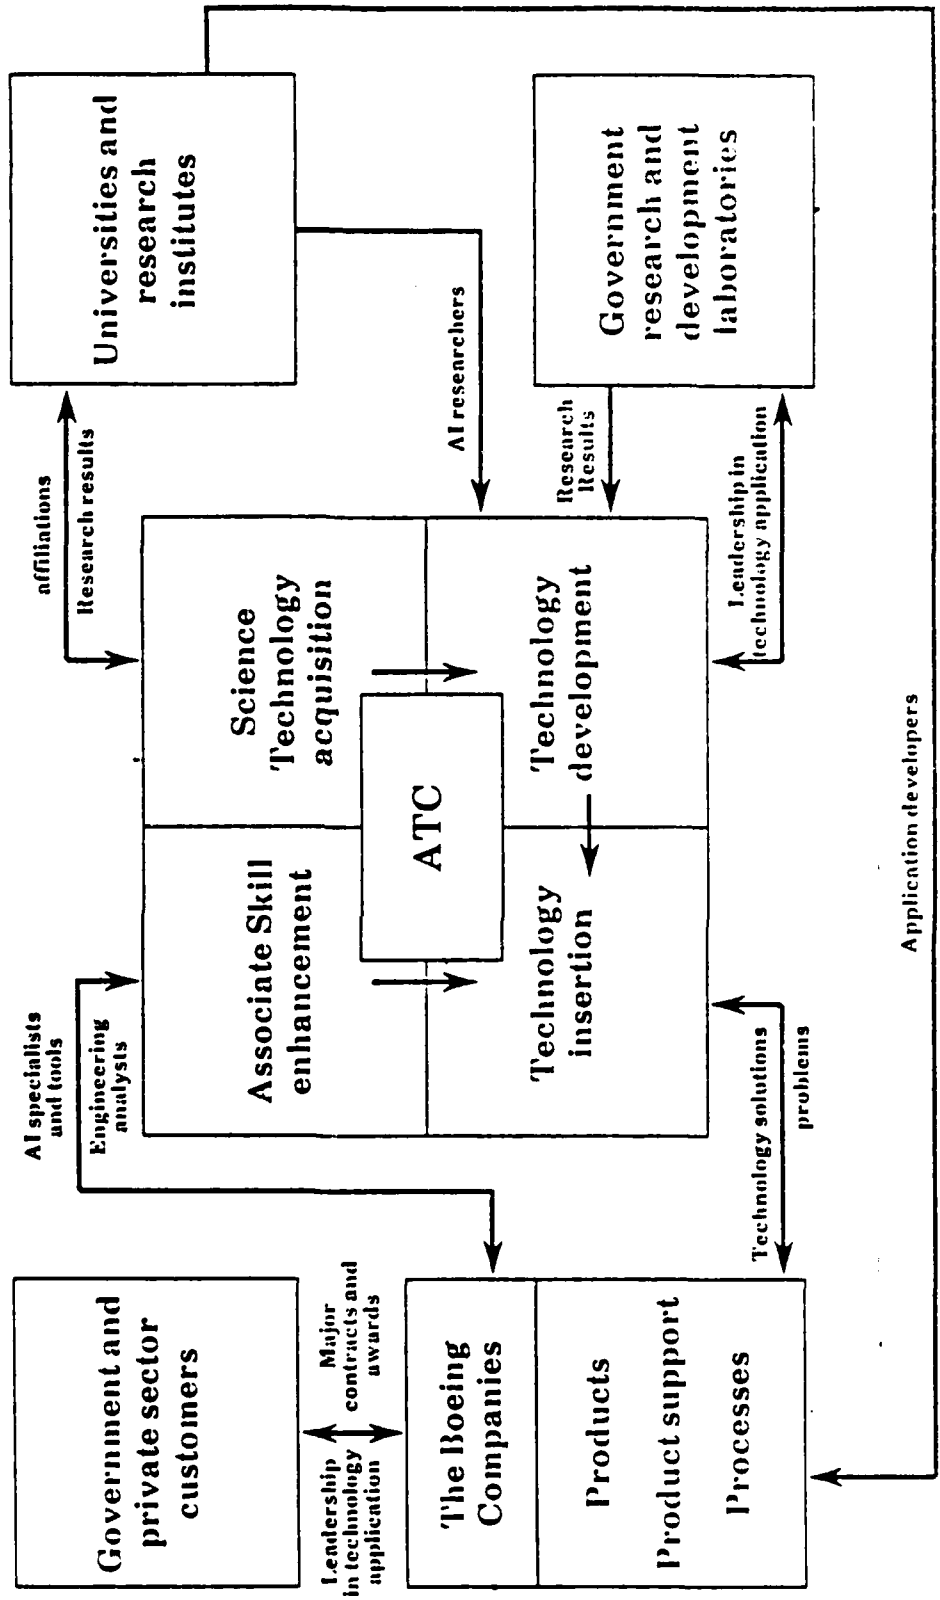 Government and
private sector
customers
Leadership
in technology
application
Major
contracts and
awards
The Boeing
Companies
Products
Product support
Processes
AI specialists
and tools
Engineering
analysts
Technology solutions
problems
Associate Skill
enhancement
Science
Technology
acquisition
ATC
Technology
insertion
Technology
development
affiliations
Research results
AI researchers
Research
Results
Leadership in
technology application
Universities and
research
institutes
Government
research and
development
laboratories
Application developers